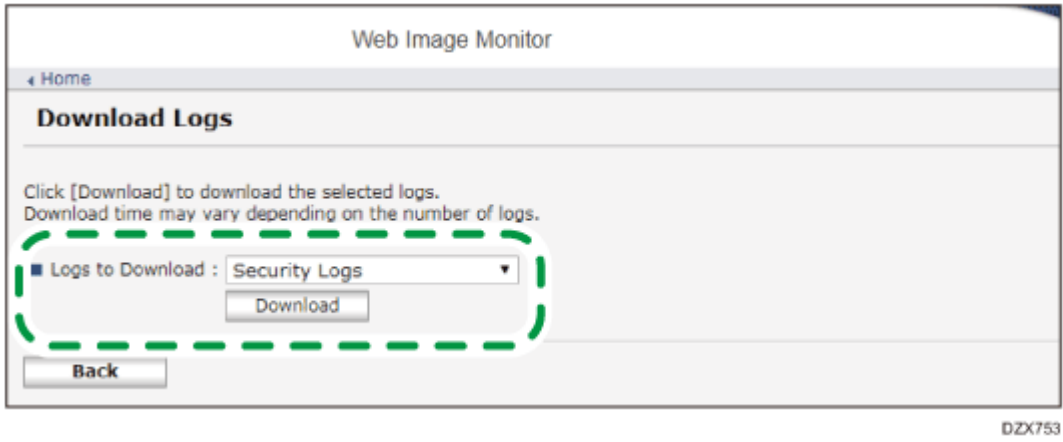 Web Image Monitor
Home
Download Logs
Click [Download] to download the selected logs.
Download time may vary depending on the number of logs.
Logs to Download : Security Logs
Download
Back
DZX753